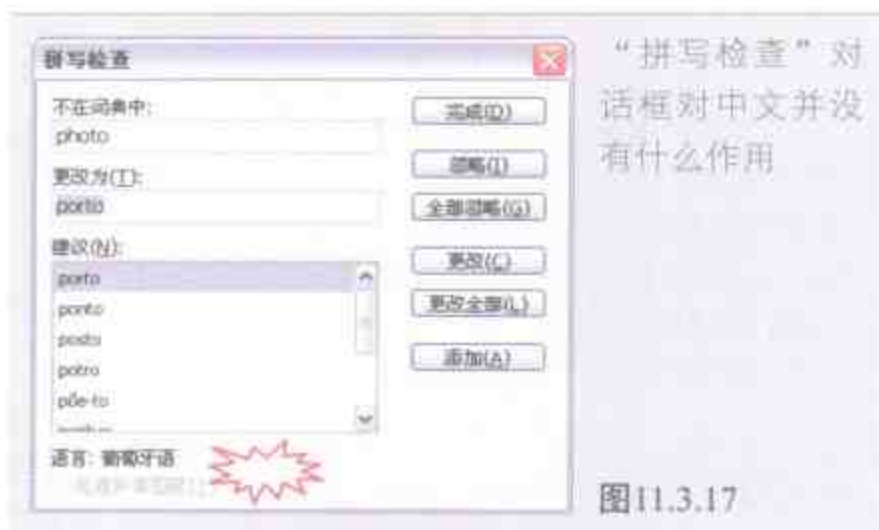 拼写检查
不在词典中:
photo
更改为(T):
porto
建议(N):
porto
ponto
posto
potro
põe-to
语言: 葡萄牙语
完成(D)
忽略(I)
全部忽略(G)
更改(C)
更改全部(L)
添加(A)
“拼写检查”对
话框对中文并没
有什么作用
图11.3.17